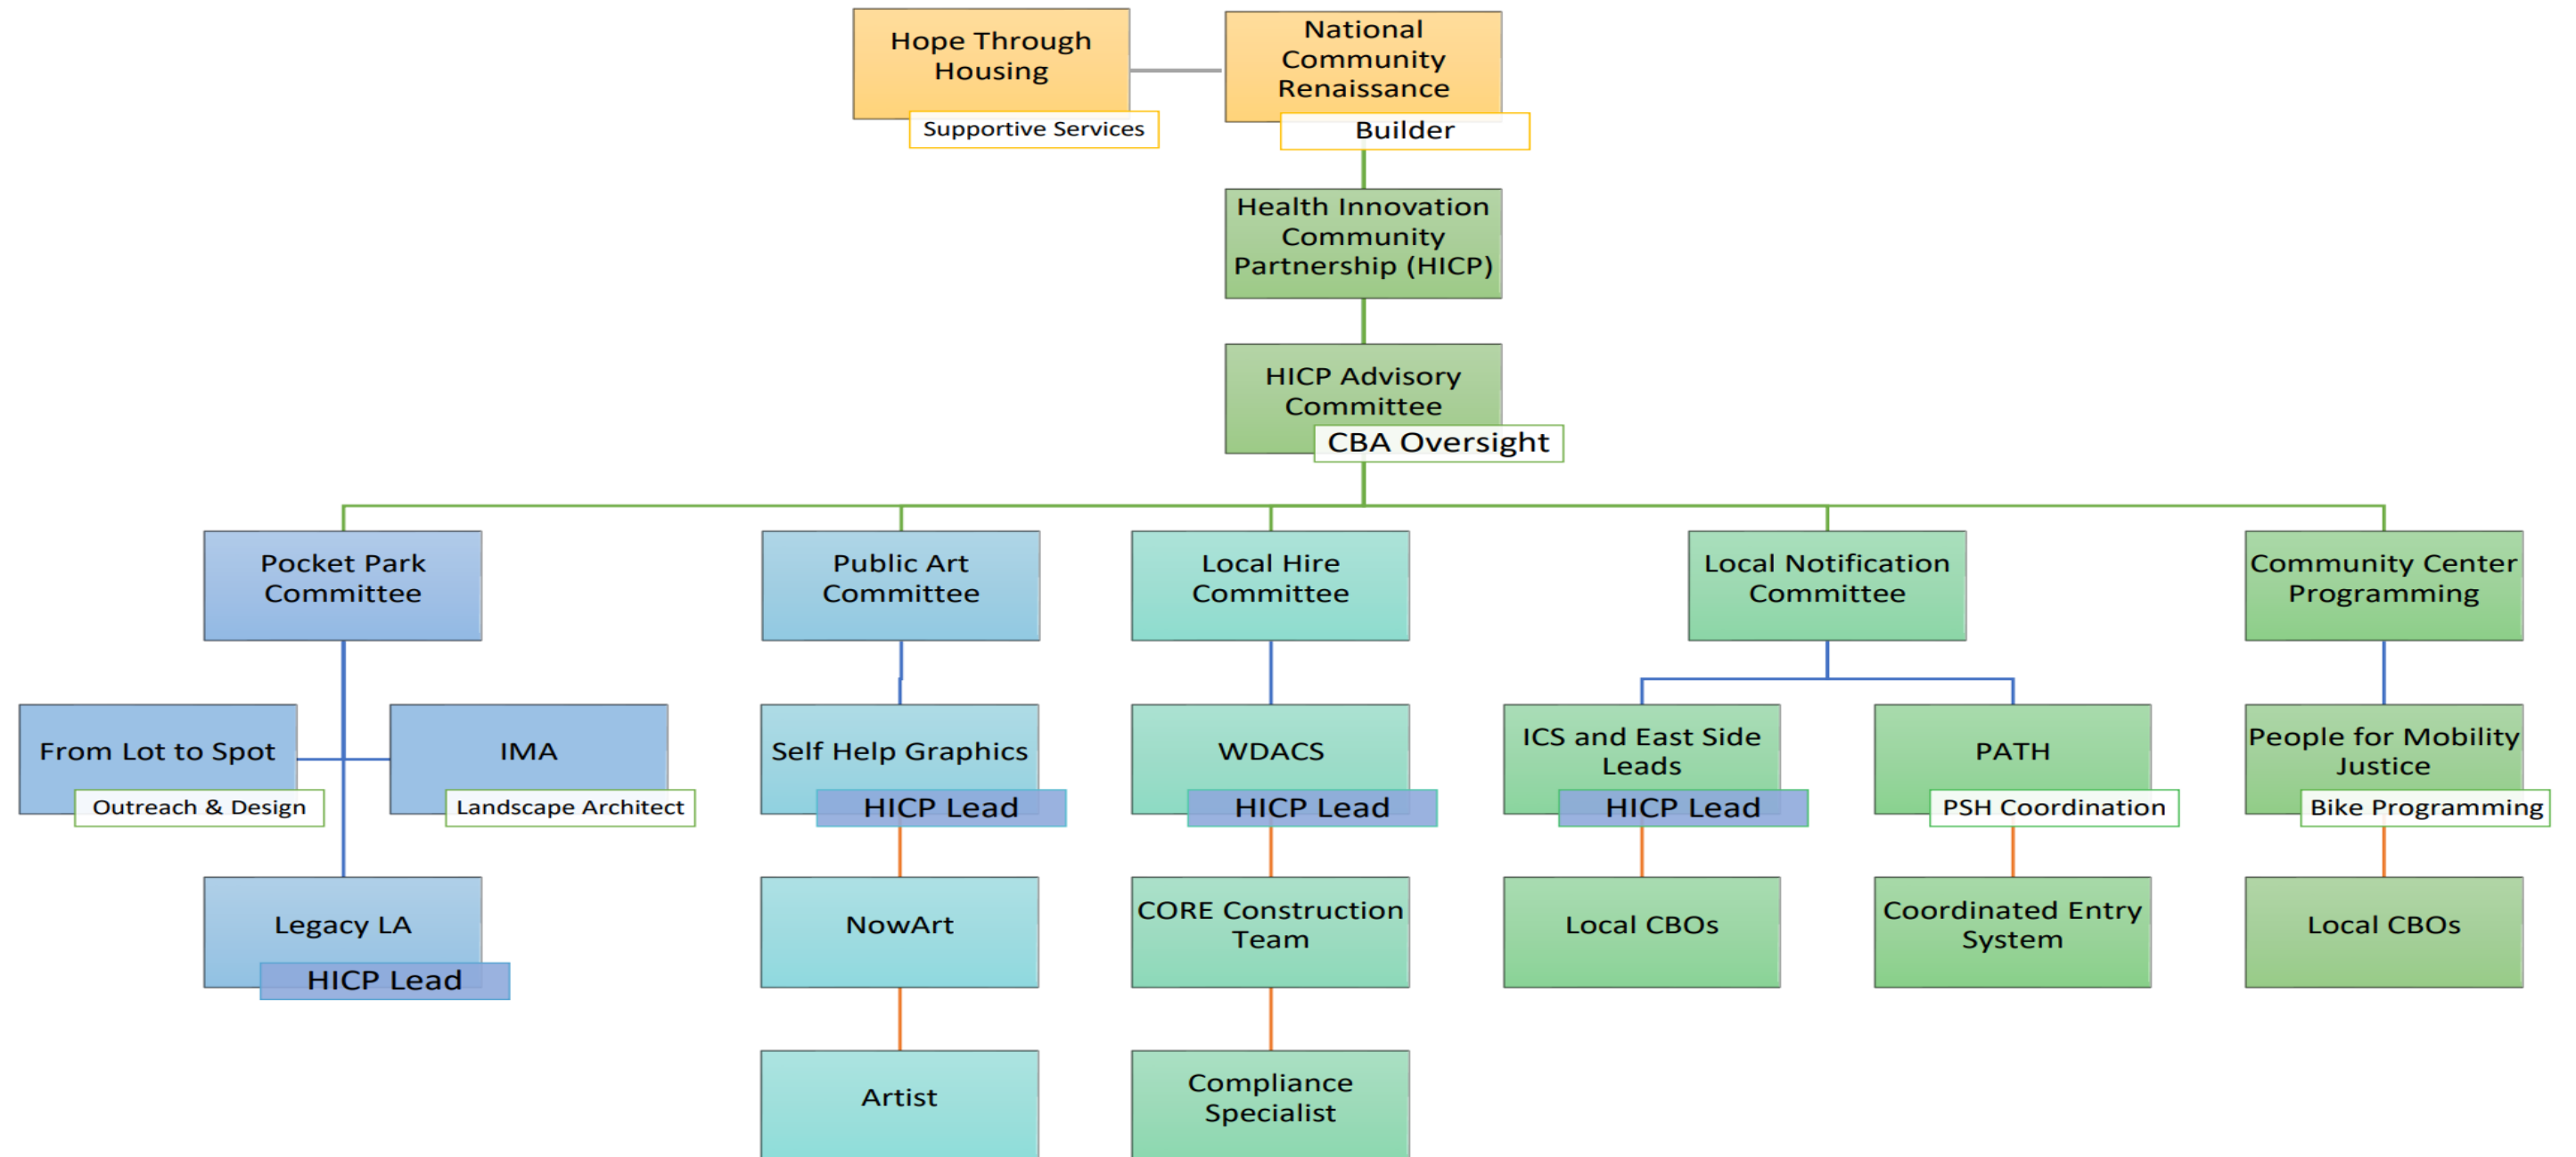 Hope Through
Housing
Supportive Services
National
Community
Renaissance
Builder
Health Innovation
Community
Partnership (HICP)
HICP Advisory
Committee
CBA Oversight
Pocket Park
Committee
Public Art
Committee
Local Hire
Committee
Local Notification
Committee
Community Center
Programming
From Lot to Spot
Outreach & Design
IMA
Landscape Architect
Self Help Graphics
HICP Lead
WDACS
HICP Lead
ICS and East Side
Leads
HICP Lead
PATH
PSH Coordination
People for Mobility
Justice
Bike Programming
Legacy LA
HICP Lead
NowArt
CORE Construction
Team
Local CBOs
Coordinated Entry
System
Local CBOs
Artist
Compliance
Specialist